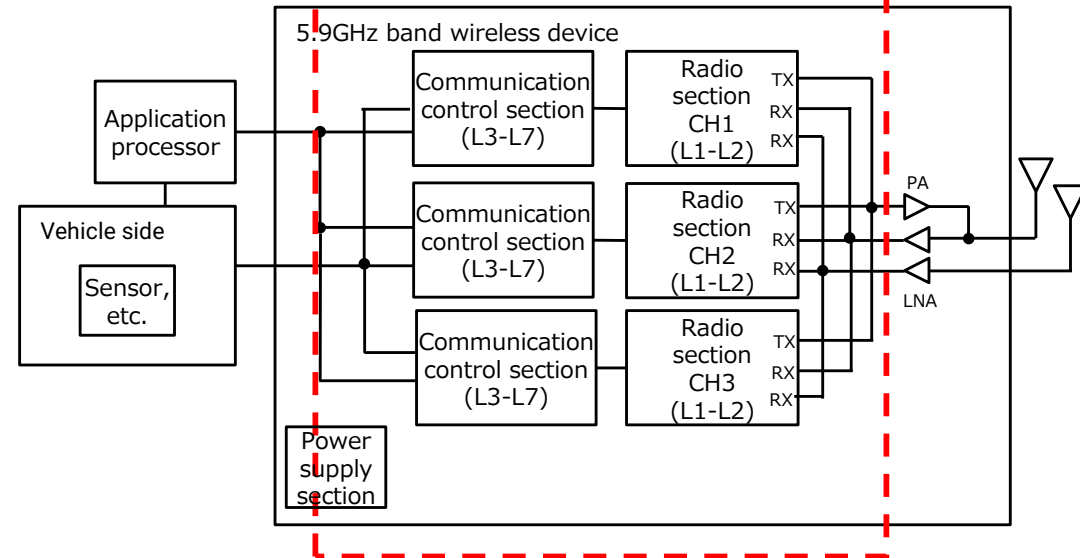 5.9GHz band wireless device
Application
processor
Vehicle side
Sensor,
etc.
Communication
control section
(L3-L7)
Radio
section
CH1
(L1-L2)
TX
RX
RX
Communication
control section
(L3-L7)
Radio
section
CH2
(L1-L2)
TX
RX
RX
Communication
control section
(L3-L7)
Radio
section
CH3
(L1-L2)
TX
RX
RX
PA
LNA
Power
supply
section